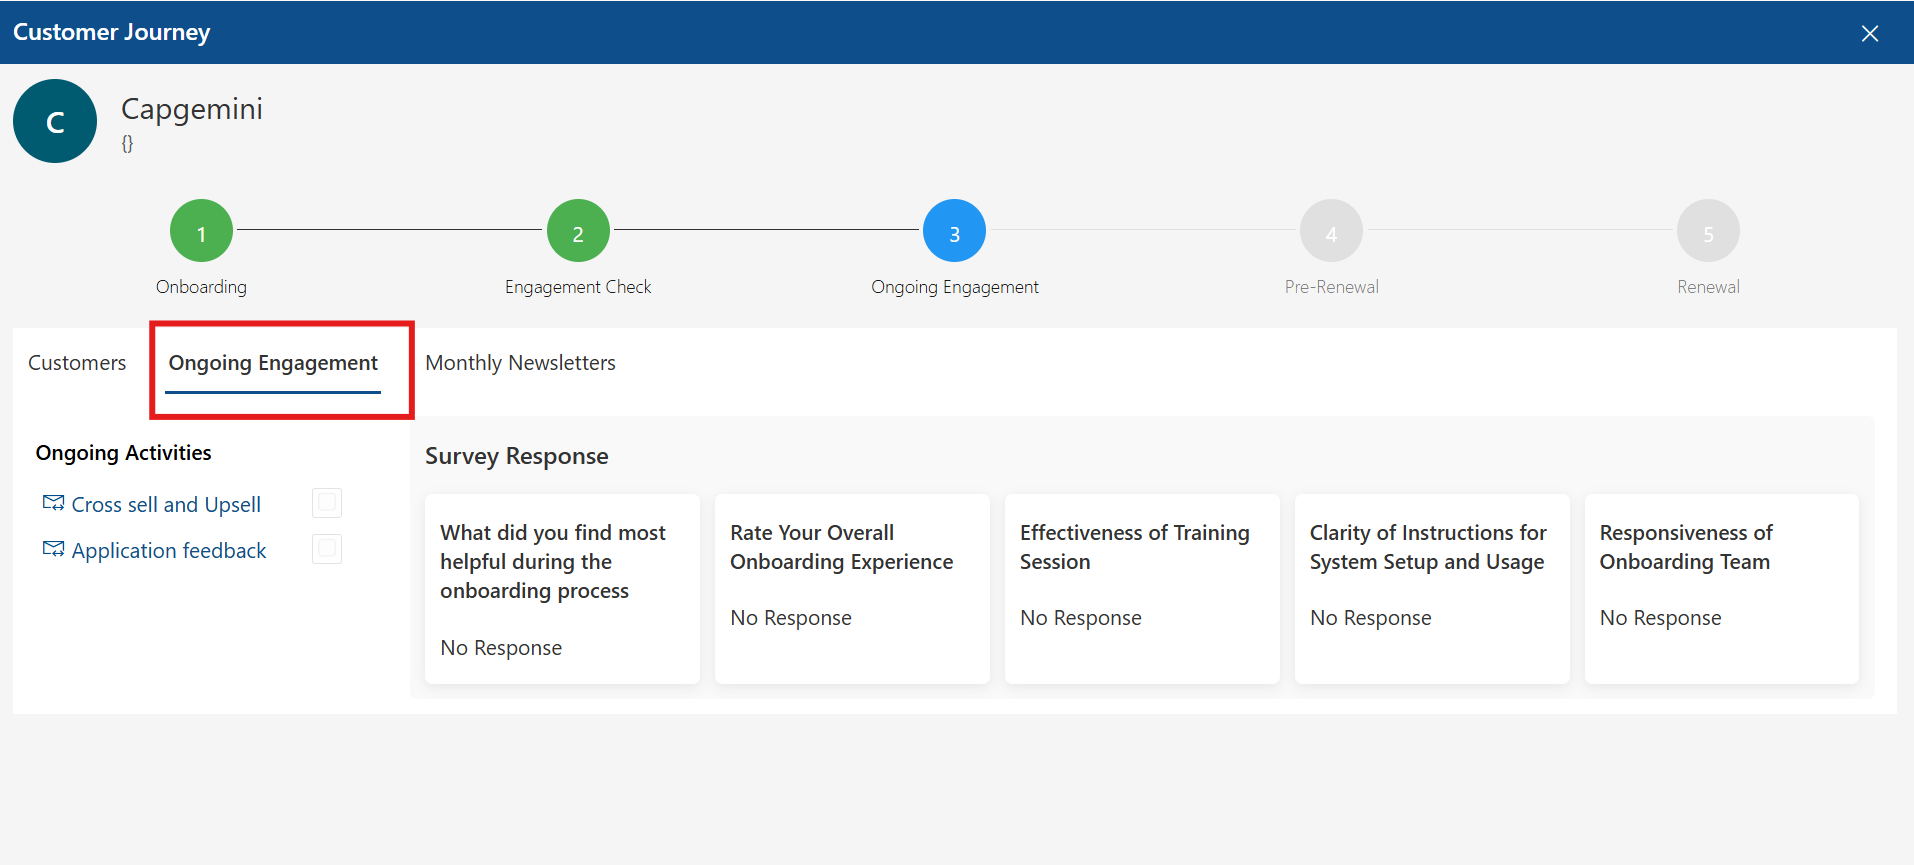 Customer Journey
C
Capgemini
{}
1
2
3
4
5
Onboarding
Engagement Check
Ongoing Engagement
Pre-Renewal
Renewal
Customers
Ongoing Engagement
Monthly Newsletters
Ongoing Activities
Cross sell and Upsell
Application feedback
Survey Response
What did you find most
helpful during the
onboarding process
No Response
Rate Your Overall
Onboarding Experience
No Response
Effectiveness of Training
Session
No Response
Clarity of Instructions for
System Setup and Usage
No Response
Responsiveness of
Onboarding Team
No Response